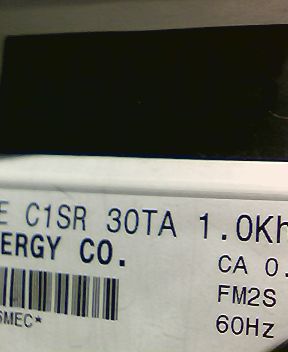 E C1SR 30TA 1.0Kh
ERGY CO.
CA 0.
FM2S
SMEC*
60Hz